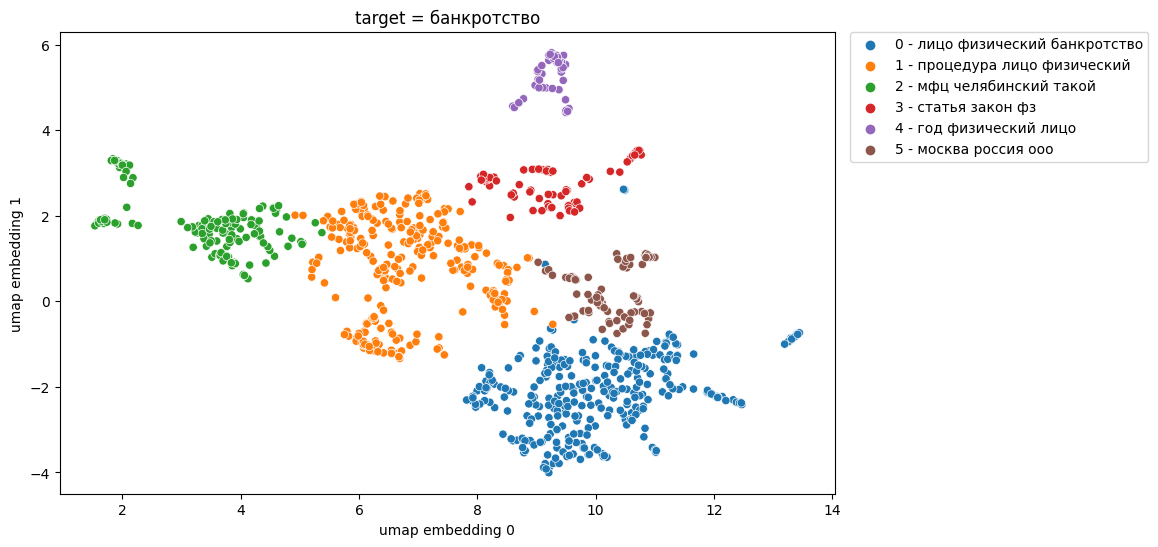 target = банкротство
0 - лицо физический банкротство
1 - процедура лицо физический
2 - мфц челябинский такой
3 - статья закон фз
4 - год физический лицо
5 - москва россия ооо
umap embedding 1
6
4
2
0
−2
−4
2
4
6
8
10
12
14
umap embedding 0